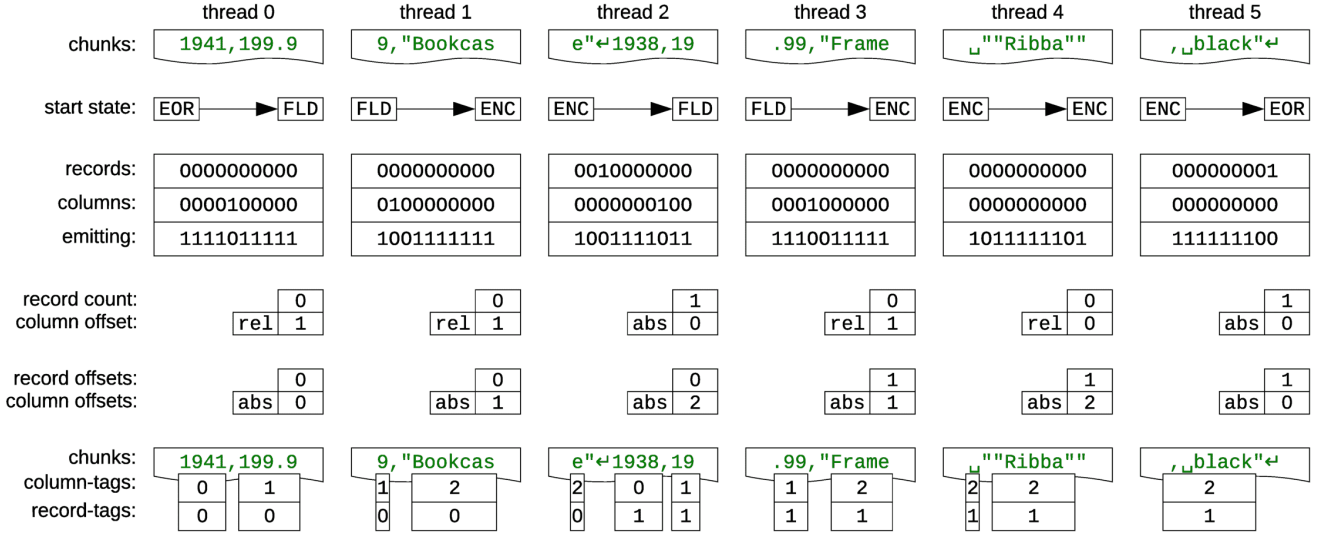 thread 0 thread 1 thread 2 thread 3 thread 4 thread 5
chunks: 1941,199.9 9,"Bookcas e"↵1938,19 .99,"Frame ␣""Ribba"" ,␣black"↵
start state: EOR FLD FLD ENC ENC FLD FLD ENC ENC ENC ENC EOR
records: 0000000000 0000000000 0010000000 0000000000 0000000000 000000001
columns: 0000100000 0100000000 0000000100 0001000000 0000000000 000000000
emitting: 1111011111 1001111111 1001111011 1110011111 1011111101 111111100
record count: 0 0 1 0 0 1
column offset: rel 1 rel 1 abs 0 rel 1 rel 0 abs 0
record offsets: 0 0 0 1 1 1
column offsets: abs 0 abs 1 abs 2 abs 1 abs 2 abs 0
chunks: 1941,199.9 9,"Bookcas e"↵1938,19 .99,"Frame ␣""Ribba"" ,␣black"↵
column-tags: 0 1 1 2 2 0 1 1 2 2 2 2
record-tags: 0 0 0 0 0 1 1 1 1 1 1 1